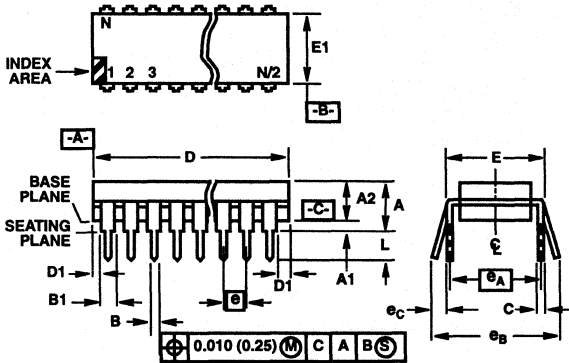 N
E1
INDEX
AREA
1 2 3 N/2
-B-
-A-
D
E
BASE
PLANE
A2
A
-C-
SEATING
PLANE
L
C L
D1
A1
D1
eA
B1
e
eC
C
B
eB
0.010 (0.25) M C A B S